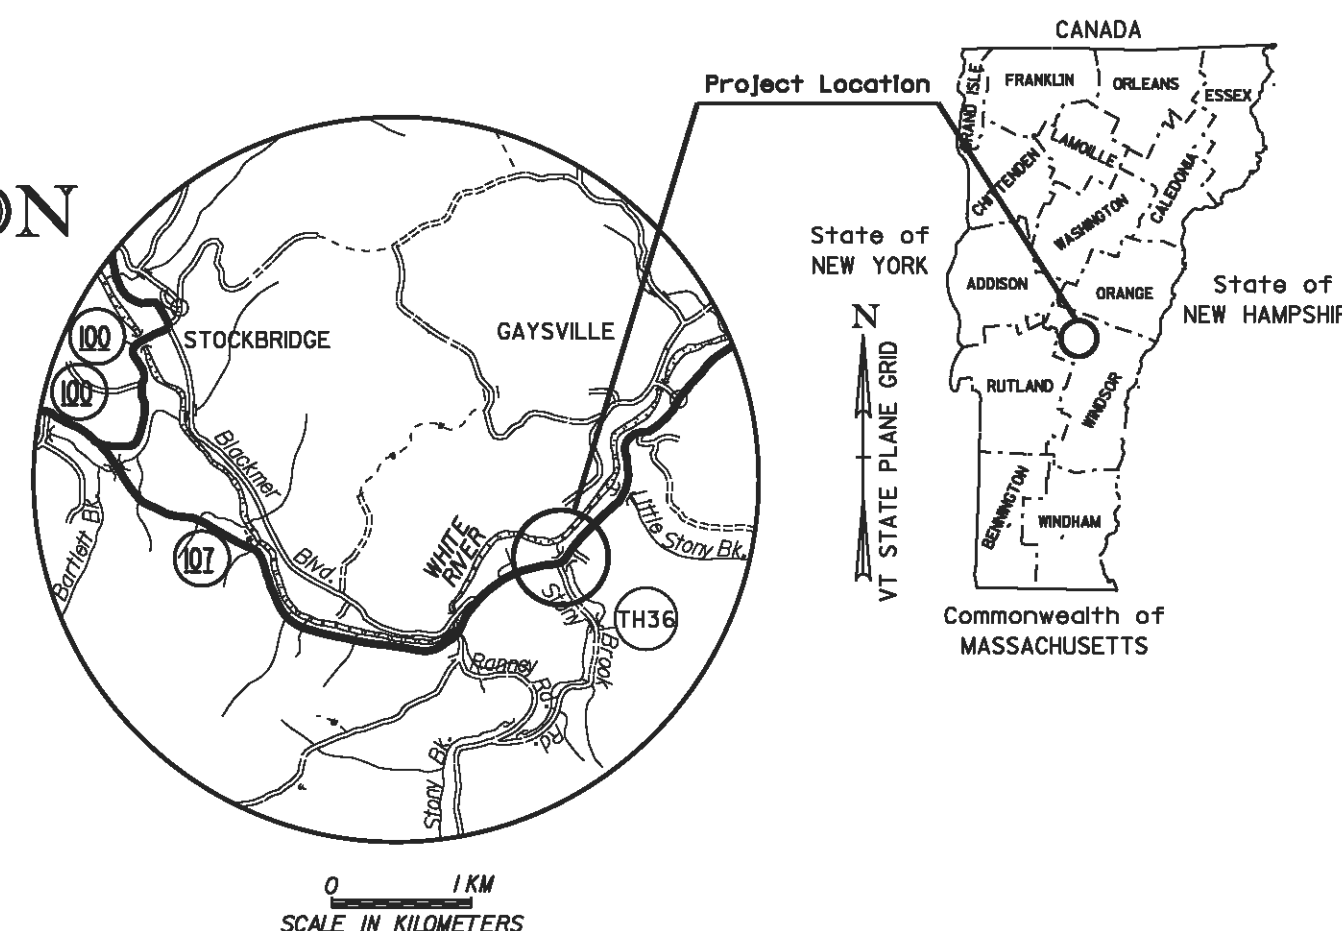 CANADA
Project Location
GRAND ISLE
FRANKLIN
ORLEANS
ESSEX
LAMOILLE
CHITTENDEN
CALEDONIA
WASHINGTON
ON
State of
NEW YORK
ADDISON
ORANGE
State of
NEW HAMPSHIR
N
VT STATE PLANE GRID
100
STOCKBRIDGE
GAYSVILLE
100
RUTLAND
WINDSOR
Blackmer
Blvd.
BENNINGTON
WINDHAM
Bartlett Bk.
107
WHITE
RIVER
Little Stony Bk.
Stony
Brook
Rd.
TH36
Commonwealth of
MASSACHUSETTS
Ranney
Rd.
Stony Bk.
0 1 KM
SCALE IN KILOMETERS